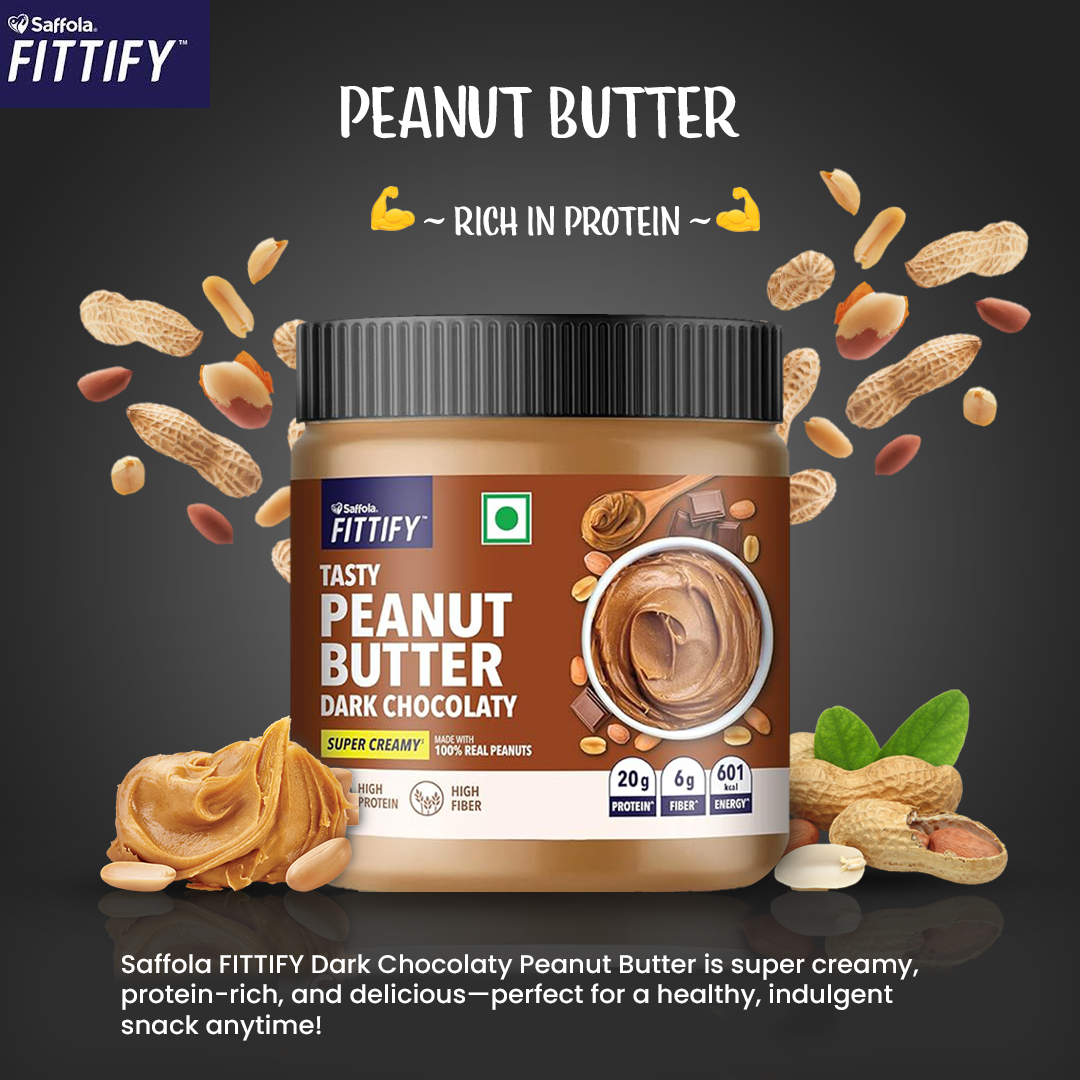 Saffola®
FITTIFY™
PEANUT BUTTER
~ RICH IN PROTEIN ~
Saffola®
FITTIFY™
TASTY
PEANUT
BUTTER
DARK CHOCOLATY
SUPER CREAMY
MADE WITH
100% REAL PEANUTS
HIGH
PROTEIN
HIGH
FIBER
20g
PROTEIN^
6g
FIBER^
601
kcal
ENERGY^
Saffola FITTIFY Dark Chocolaty Peanut Butter is super creamy,
protein-rich, and delicious—perfect for a healthy, indulgent
snack anytime!